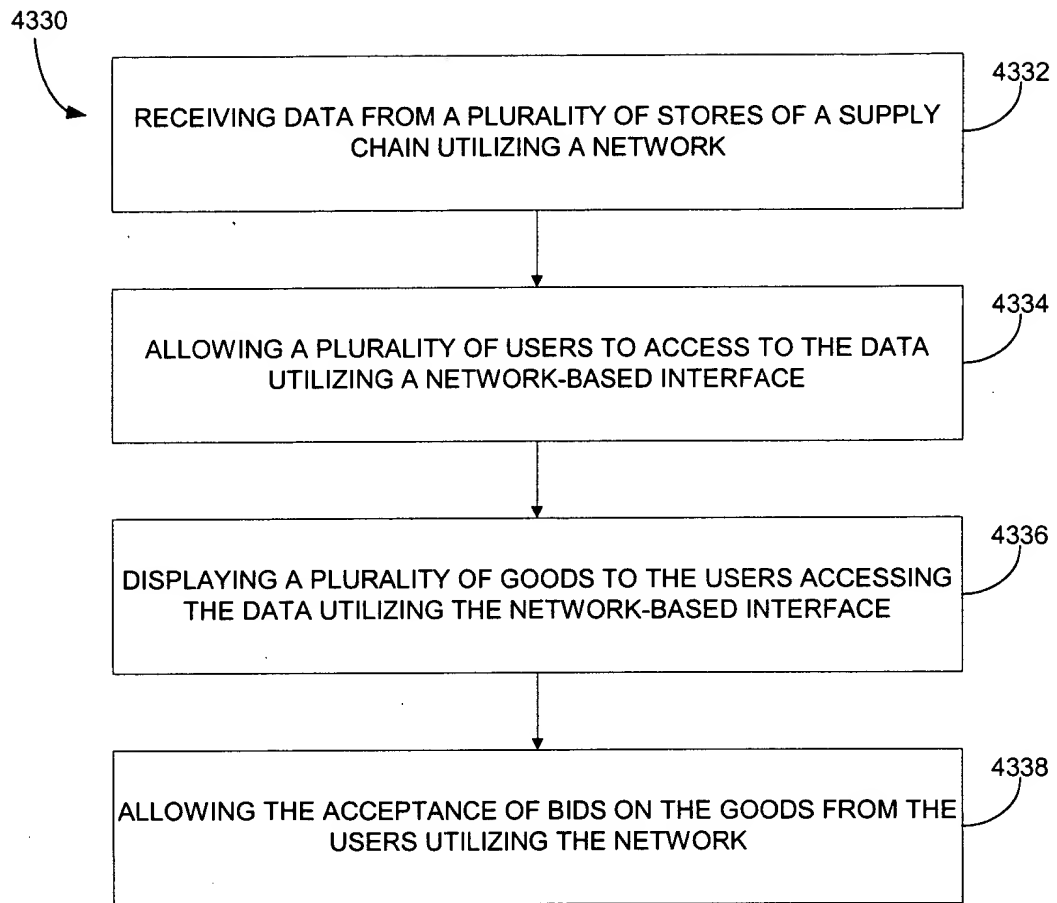 4330
4332
RECEIVING DATA FROM A PLURALITY OF STORES OF A SUPPLY
CHAIN UTILIZING A NETWORK
4334
ALLOWING A PLURALITY OF USERS TO ACCESS TO THE DATA
UTILIZING A NETWORK-BASED INTERFACE
4336
DISPLAYING A PLURALITY OF GOODS TO THE USERS ACCESSING
THE DATA UTILIZING THE NETWORK-BASED INTERFACE
4338
ALLOWING THE ACCEPTANCE OF BIDS ON THE GOODS FROM THE
USERS UTILIZING THE NETWORK